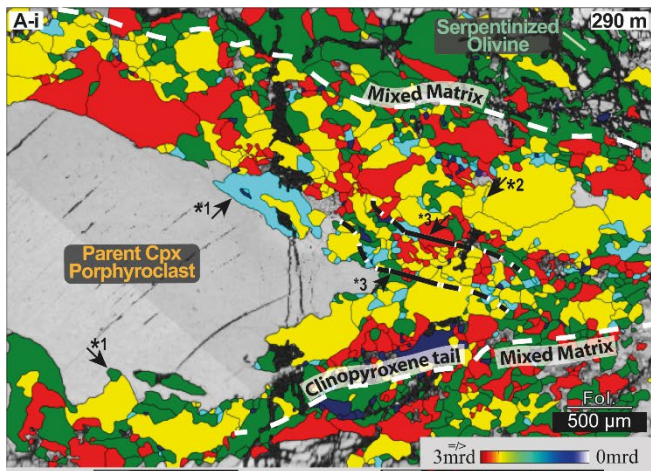 A-i
290 m
Serpentinized
Olivine
Mixed Matrix
*1
*2
*3
Parent Cpx
Porphyroclast
*3
*1
Clinopyroxene tail
Mixed Matrix
Fol.
500 µm
=/>
3mrd
0mrd